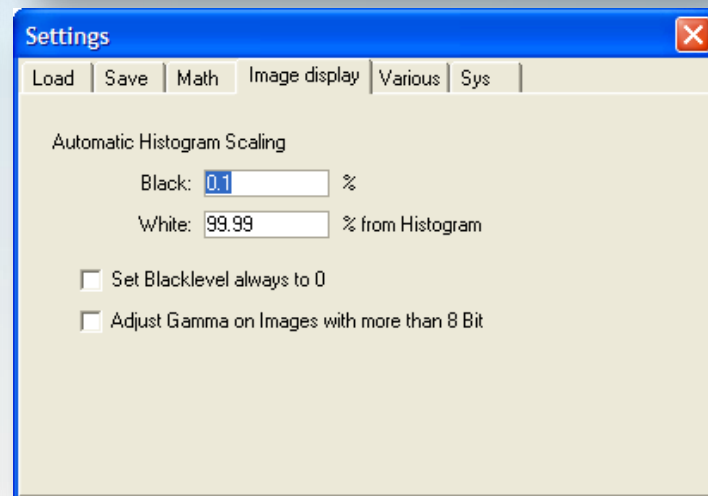 Settings
Load Save Math Image display Various Sys
Automatic Histogram Scaling
Black: 0.1 %
White: 99.99 % from Histogram
Set Blacklevel always to 0
Adjust Gamma on Images with more than 8 Bit